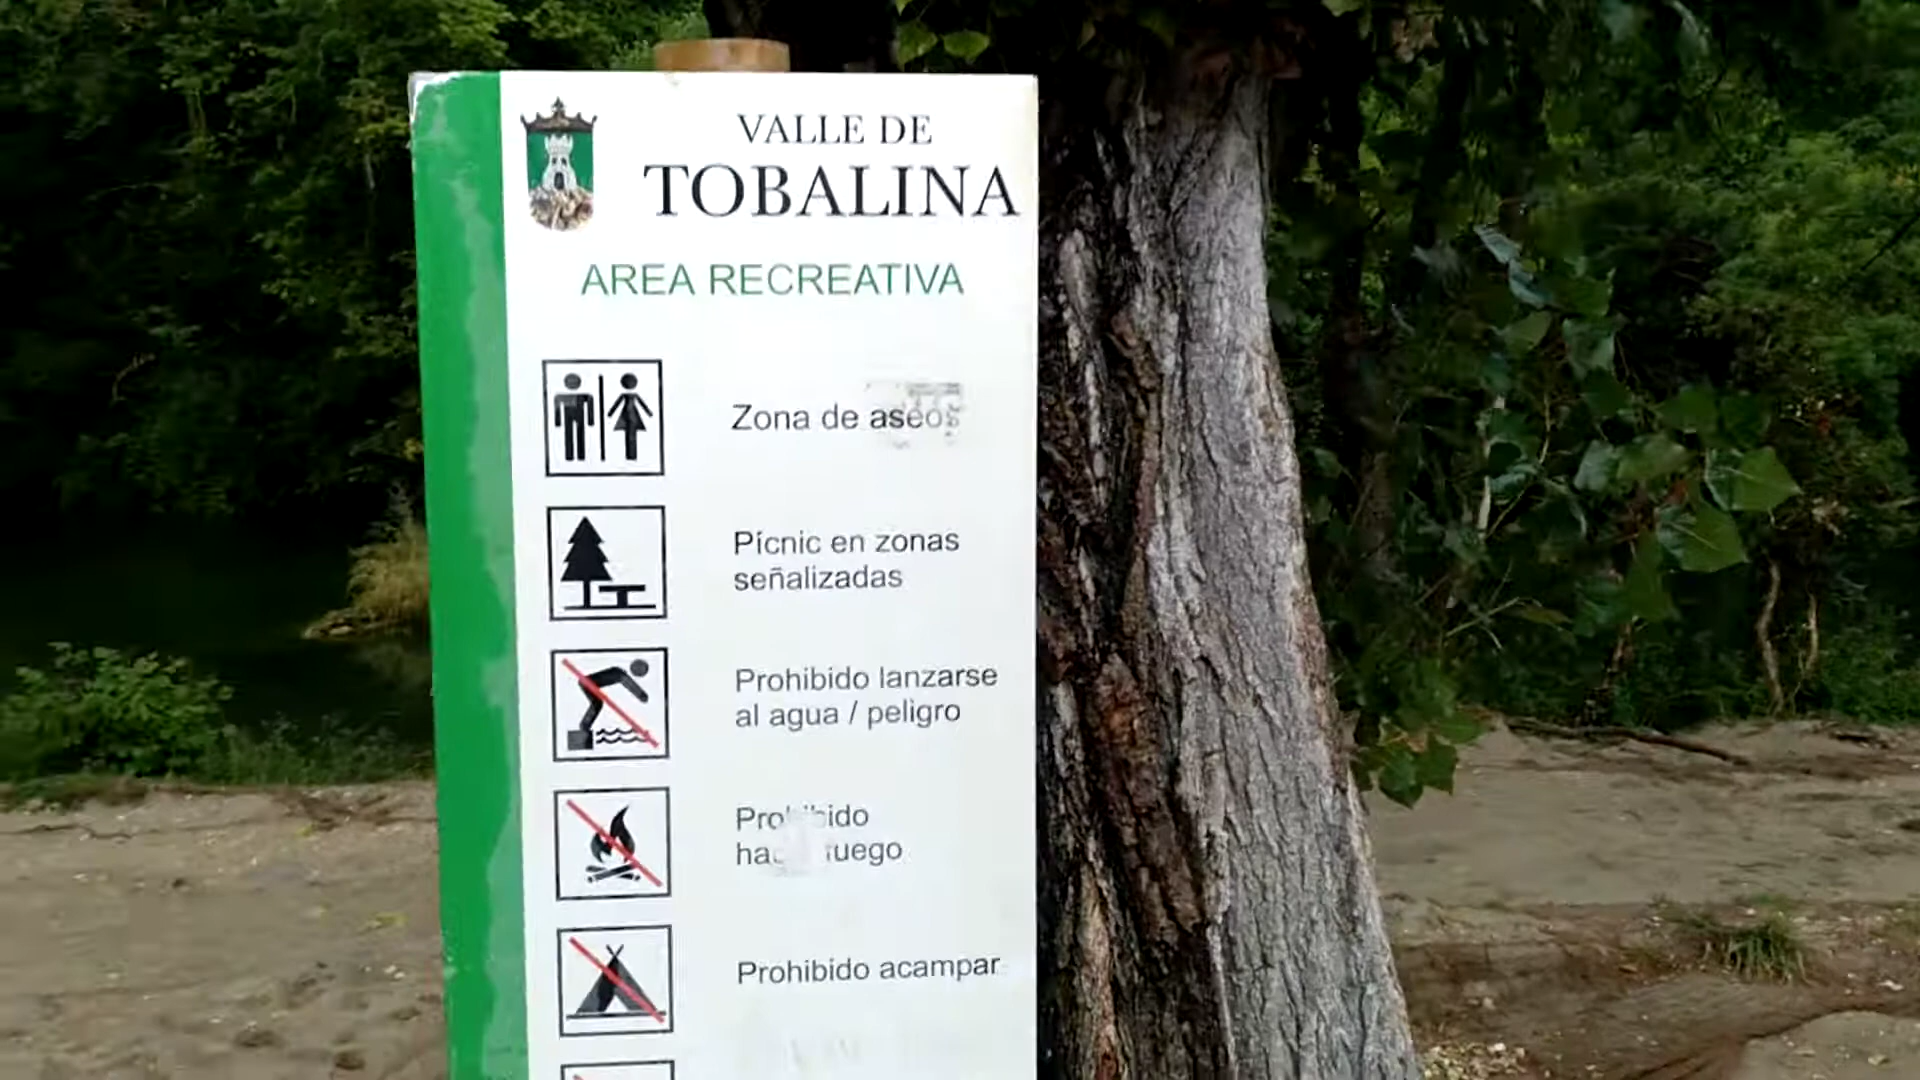 VALLE DE
TOBALINA
AREA RECREATIVA
Zona de aseos
Pícnic en zonas
señalizadas
Prohibido lanzarse
al agua / peligro
Prohibido
hacer fuego
Prohibido acampar